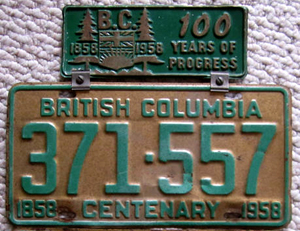 B.C. 100
1858 1958 YEARS OF
PROGRESS
BRITISH COLUMBIA
371·557
1858 CENTENARY 1958